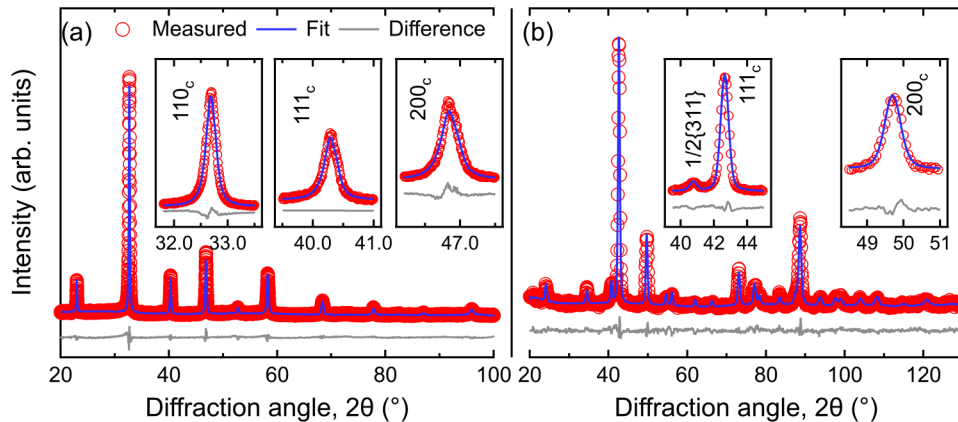 (a) Measured Fit Difference
110c
111c
200c
32.0 33.0
40.0 41.0
47.0
Intensity (arb. units)
20 40 60 80 100
Diffraction angle, 2θ (°)
(b)
1/2{311}
111c
200c
40 42 44
49 50 51
20 40 60 80 100 120
Diffraction angle, 2θ (°)